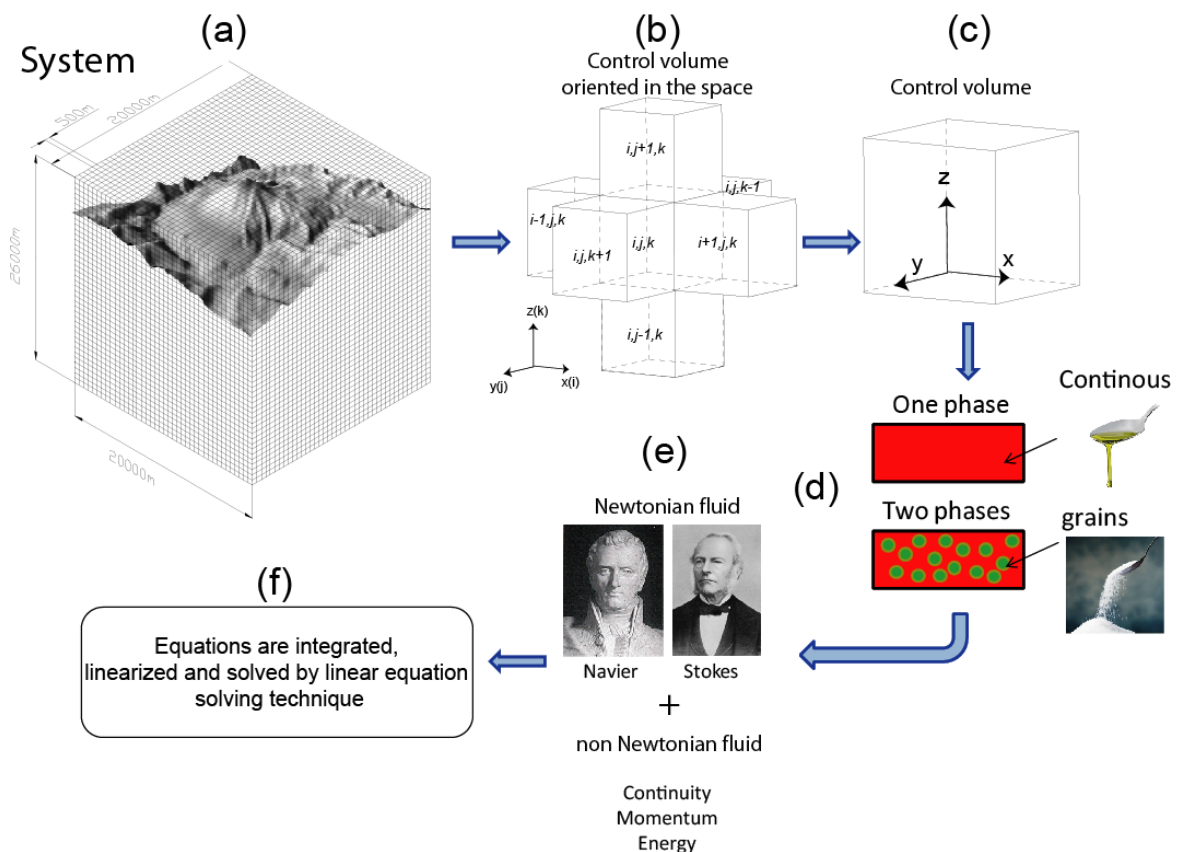 (a)
System
500m
20000m
26000m
20000m
(b)
Control volume
oriented in the space
i,j+1,k
i,j,k-1
i-1,j,k
i,j,k+1
i,j,k
i+1,j,k
i,j-1,k
z(k)
y(j)
x(i)
(c)
Control volume
z
y
x
(d)
One phase
Continous
Two phases
grains
(e)
Newtonian fluid
Navier
Stokes
+
non Newtonian fluid
Continuity
Momentum
Energy
(f)
Equations are integrated,
linearized and solved by linear equation
solving technique